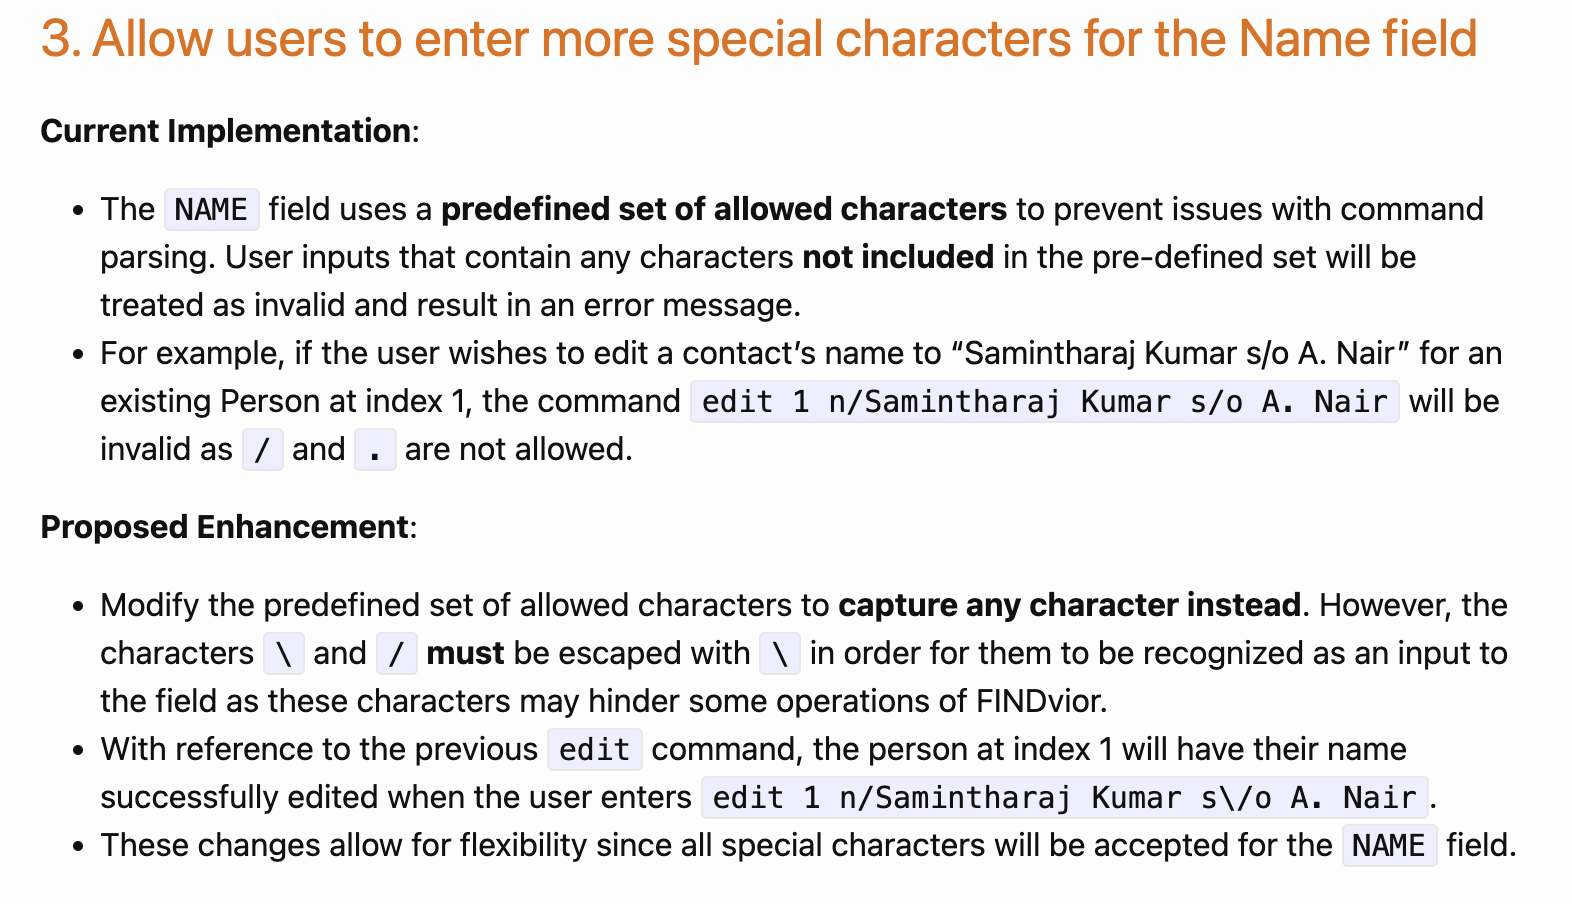 3. Allow users to enter more special characters for the Name field
Current Implementation:
• The NAME field uses a predefined set of allowed characters to prevent issues with command
parsing. User inputs that contain any characters not included in the pre-defined set will be
treated as invalid and result in an error message.
• For example, if the user wishes to edit a contact’s name to “Samintharaj Kumar s/o A. Nair” for an
existing Person at index 1, the command edit 1 n/Samintharaj Kumar s/o A. Nair will be
invalid as / and . are not allowed.
Proposed Enhancement:
• Modify the predefined set of allowed characters to capture any character instead. However, the
characters \ and / must be escaped with \ in order for them to be recognized as an input to
the field as these characters may hinder some operations of FINDvior.
• With reference to the previous edit command, the person at index 1 will have their name
successfully edited when the user enters edit 1 n/Samintharaj Kumar s\/o A. Nair.
• These changes allow for flexibility since all special characters will be accepted for the NAME field.